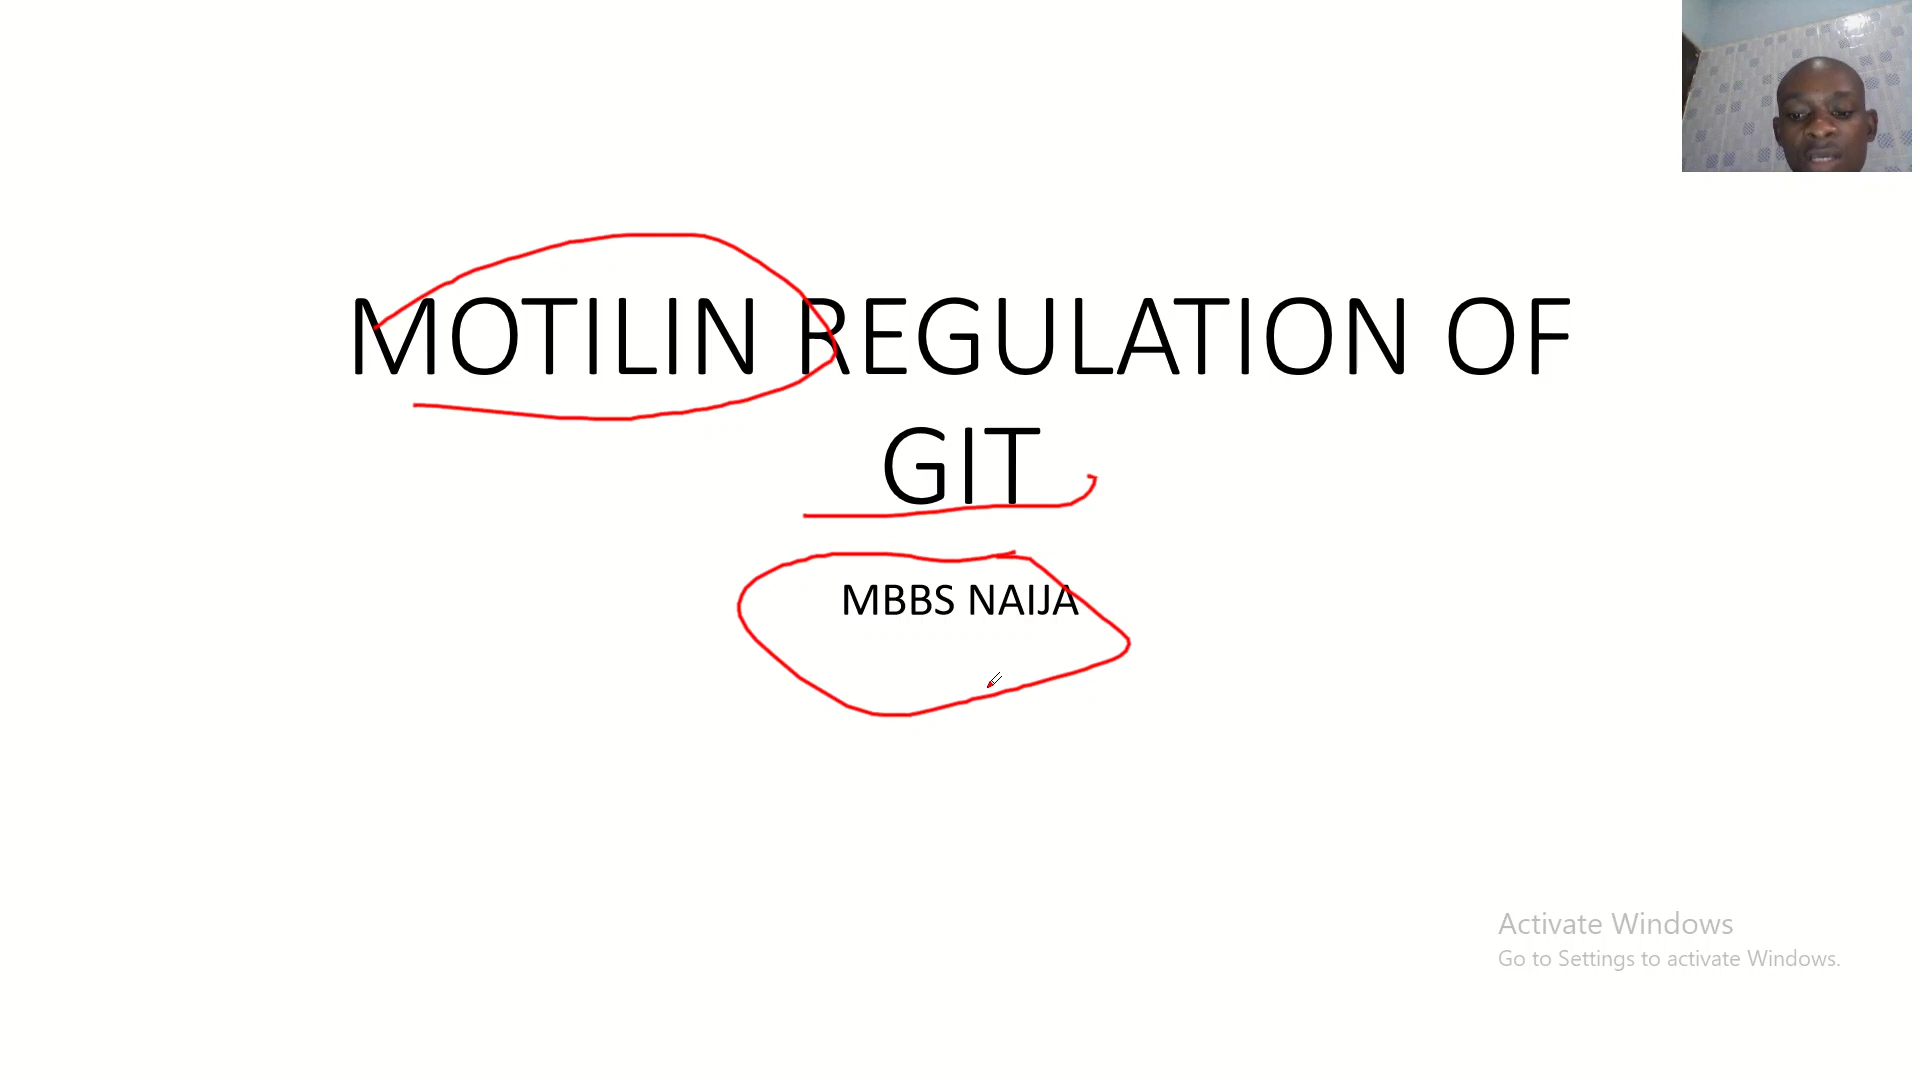 MOTILIN REGULATION OF
GIT
MBBS NAIJA
Activate Windows
Go to Settings to activate Windows.